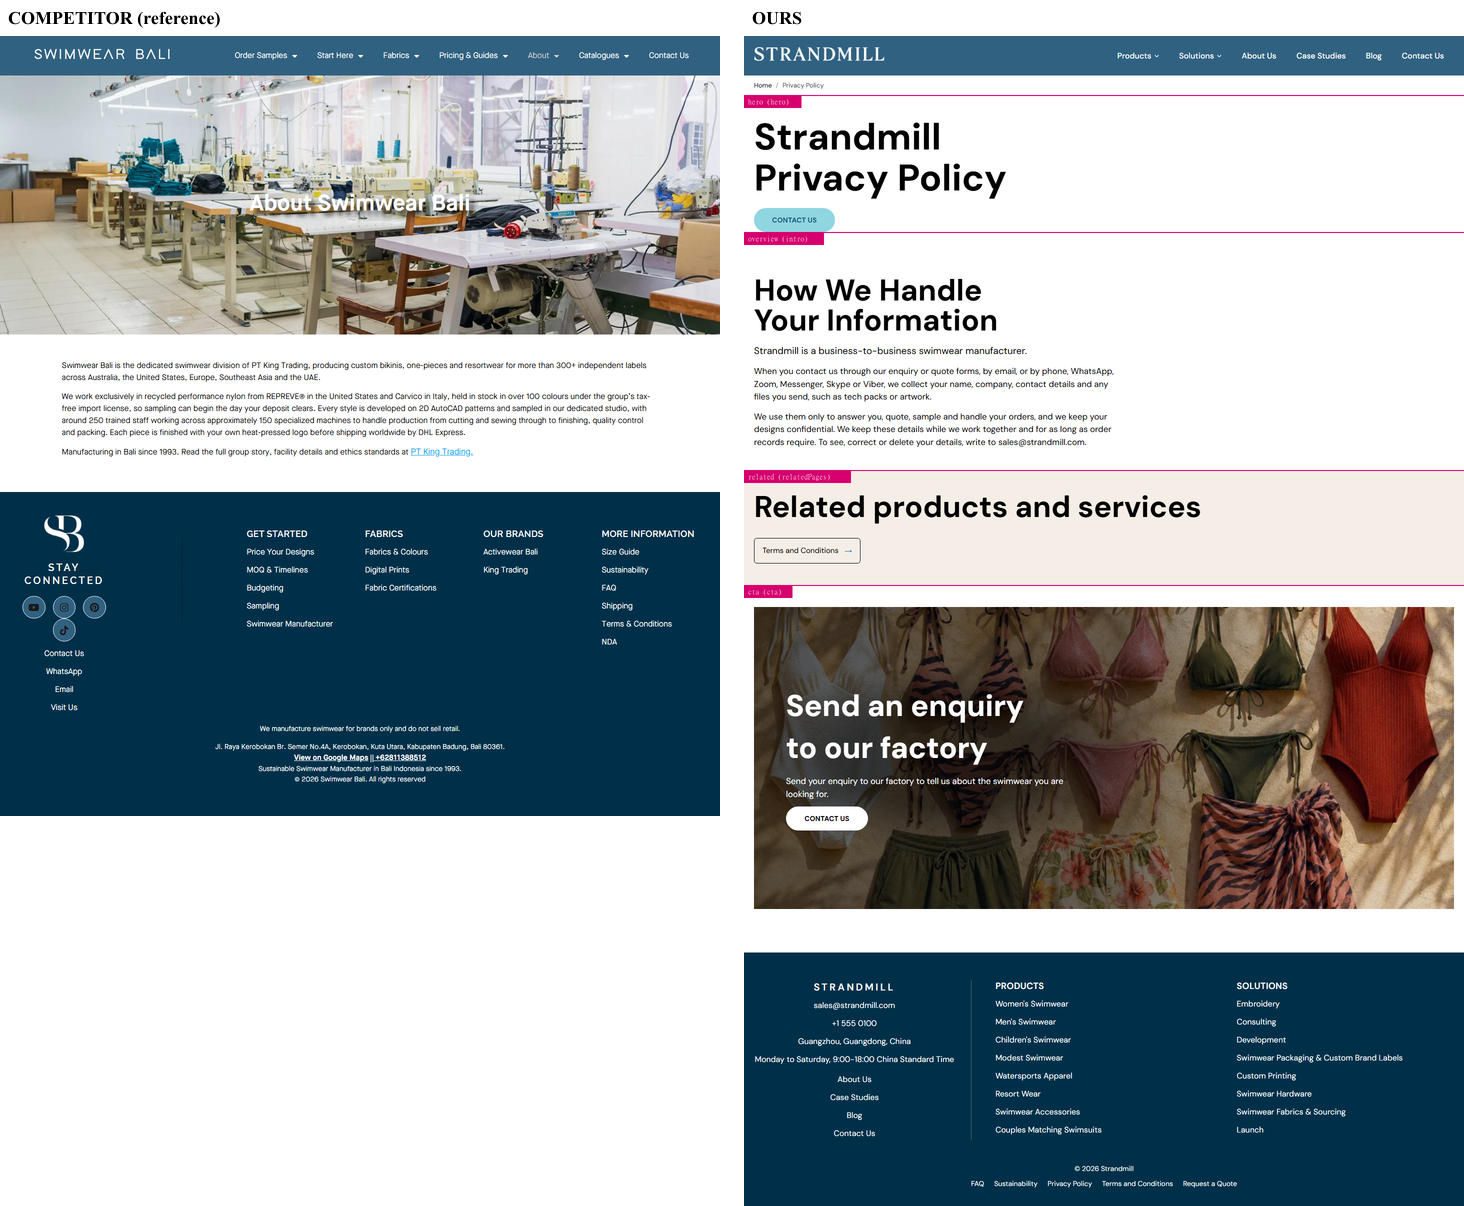 COMPETITOR (reference)
SWIMWEAR BALI
Order Samples
Start Here
Fabrics
Pricing & Guides
About
Catalogues
Contact Us
About Swimwear Bali
Swimwear Bali is the dedicated swimwear division of PT King Trading, producing custom bikinis, one-pieces and resortwear for more than 300+ independent labels
across Australia, the United States, Europe, Southeast Asia and the UAE.
We work exclusively in recycled performance nylon from REPREVE® in the United States and Carvico in Italy, held in stock in over 100 colours under the group's tax-
free import license, so sampling can begin the day your deposit clears. Every style is developed on 2D AutoCAD patterns and sampled in our dedicated studio, with
around 250 trained staff working across approximately 150 specialized machines to handle production from cutting and sewing through to finishing, quality control
and packing. Each piece is finished with your own heat-pressed logo before shipping worldwide by DHL Express.
Manufacturing in Bali since 1993. Read the full group story, facility details and ethics standards at PT King Trading.
STAY
CONNECTED
Contact Us
WhatsApp
Email
Visit Us
GET STARTED
Price Your Designs
MOQ & Timelines
Budgeting
Sampling
Swimwear Manufacturer
FABRICS
Fabrics & Colours
Digital Prints
Fabric Certifications
OUR BRANDS
Activewear Bali
King Trading
MORE INFORMATION
Size Guide
Sustainability
FAQ
Shipping
Terms & Conditions
NDA
We manufacture swimwear for brands only and do not sell retail.
Jl. Raya Kerobokan Br. Semer No.4A, Kerobokan, Kuta Utara, Kabupaten Badung, Bali 80361.
View on Google Maps || +62811388512
Sustainable Swimwear Manufacturer in Bali Indonesia since 1993.
© 2026 Swimwear Bali. All rights reserved
OURS
STRANDMILL
Products
Solutions
About Us
Case Studies
Blog
Contact Us
Home / Privacy Policy
hero (hero)
Strandmill
Privacy Policy
CONTACT US
overview (intro)
How We Handle
Your Information
Strandmill is a business-to-business swimwear manufacturer.
When you contact us through our enquiry or quote forms, by email, or by phone, WhatsApp,
Zoom, Messenger, Skype or Viber, we collect your name, company, contact details and any
files you send, such as tech packs or artwork.
We use them only to answer you, quote, sample and handle your orders, and we keep your
designs confidential. We keep these details while we work together and for as long as order
records require. To see, correct or delete your details, write to sales@strandmill.com.
related (relatedPages)
Related products and services
Terms and Conditions →
cta (cta)
Send an enquiry
to our factory
Send your enquiry to our factory to tell us about the swimwear you are
looking for.
CONTACT US
STRANDMILL
sales@strandmill.com
+1 555 0100
Guangzhou, Guangdong, China
Monday to Saturday, 9:00-18:00 China Standard Time
About Us
Case Studies
Blog
Contact Us
PRODUCTS
Women's Swimwear
Men's Swimwear
Children's Swimwear
Modest Swimwear
Watersports Apparel
Resort Wear
Swimwear Accessories
Couples Matching Swimsuits
SOLUTIONS
Embroidery
Consulting
Development
Swimwear Packaging & Custom Brand Labels
Custom Printing
Swimwear Hardware
Swimwear Fabrics & Sourcing
Launch
© 2026 Strandmill
FAQ
Sustainability
Privacy Policy
Terms and Conditions
Request a Quote